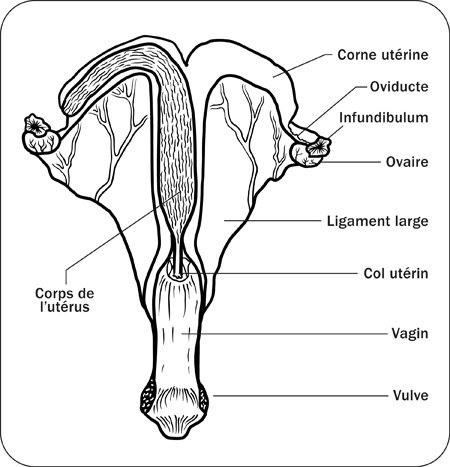 Corne utérine
Oviducte
Infundibulum
Ovaire
Ligament large
Col utérin
Corps de
l'utérus
Vagin
Vulve